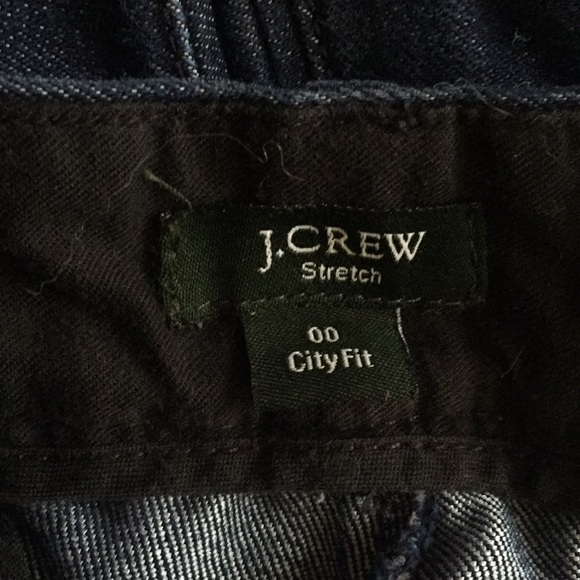 J.CREW
Stretch
00
City Fit